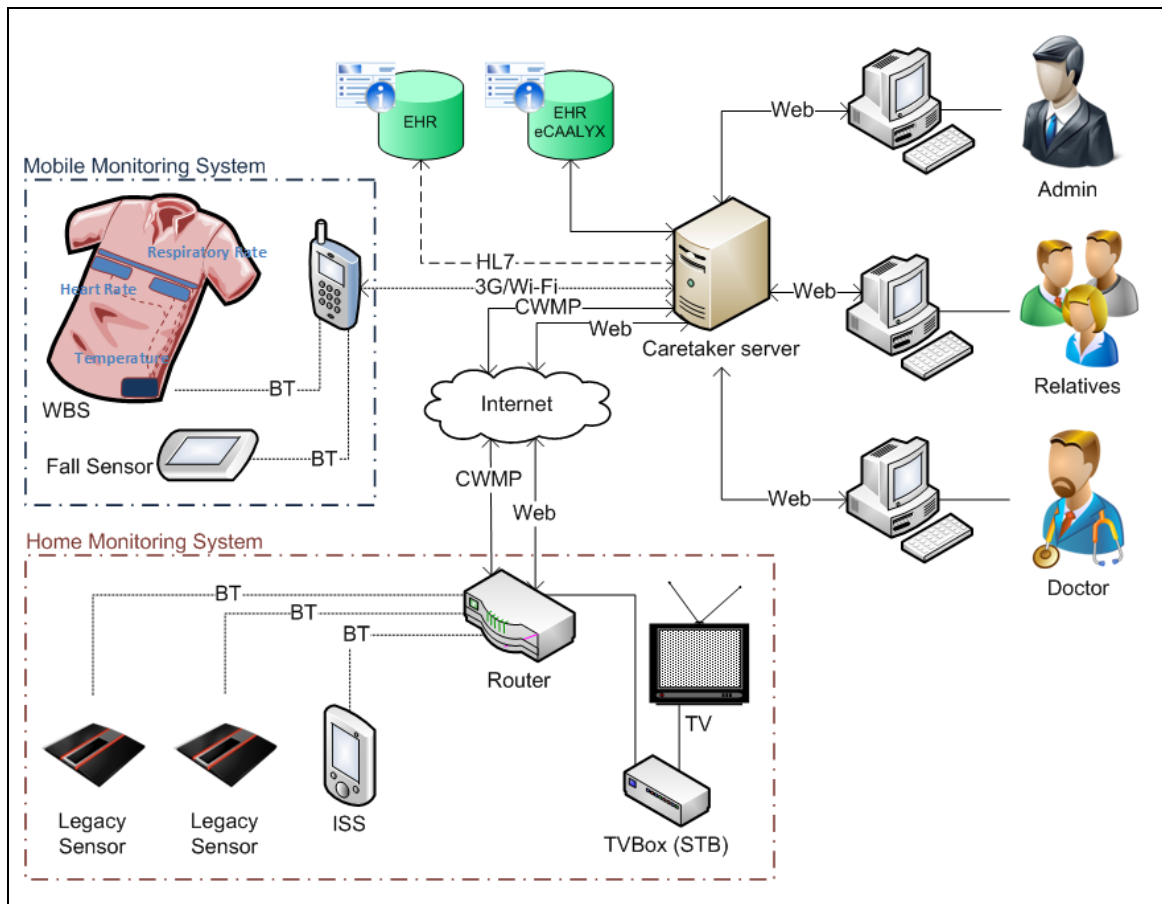 EHR
EHR
eCAALYX
Web
Admin
Mobile Monitoring System
Respiratory Rate
Heart Rate
Temperature
WBS
BT
Fall Sensor
BT
HL7
3G/Wi-Fi
CWMP
Web
Caretaker server
Web
Relatives
Internet
CWMP
Web
Web
Doctor
Home Monitoring System
BT
BT
BT
Router
TV
Legacy
Sensor
Legacy
Sensor
ISS
TVBox (STB)